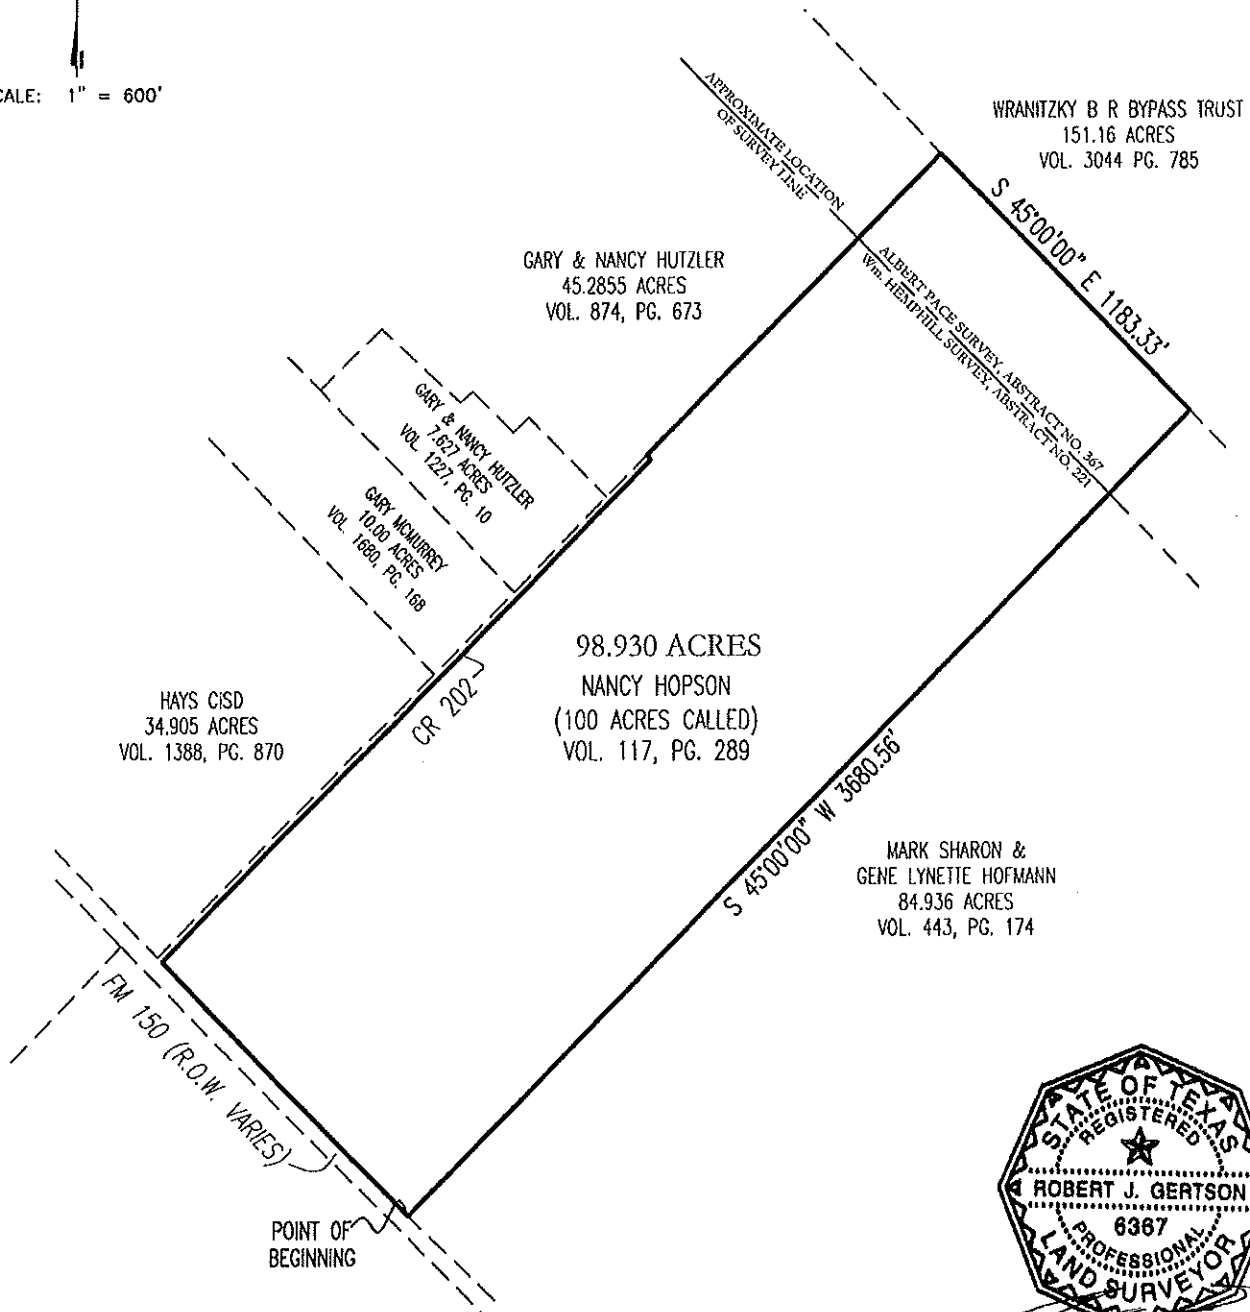 CALE: 1" = 600'
WRANITZKY B R BYPASS TRUST
151.16 ACRES
VOL. 3044 PG. 785
APPROXIMATE LOCATION
OF SURVEY LINE
S 45°00'00" E 1183.33'
GARY & NANCY HUTZLER
45.2855 ACRES
VOL. 874, PG. 673
ALBERT PACE SURVEY, ABSTRACT NO. 367
Wm. HEMPHILL SURVEY, ABSTRACT NO. 221
GARY & NANCY HUTZLER
7.627 ACRES
VOL. 1227, PG. 10
GARY MCMURREY
10.00 ACRES
VOL. 1680, PG. 168
98.930 ACRES
NANCY HOPSON
(100 ACRES CALLED)
VOL. 117, PG. 289
HAYS CISD
34.905 ACRES
VOL. 1388, PG. 870
CR 202
S 45°00'00" W 3680.56'
MARK SHARON &
GENE LYNETTE HOFMANN
84.936 ACRES
VOL. 443, PG. 174
FM 150 (R.O.W. VARIES)
POINT OF
BEGINNING
STATE OF TEXAS
REGISTERED
ROBERT J. GERTSON
6367
PROFESSIONAL
LAND SURVEYOR